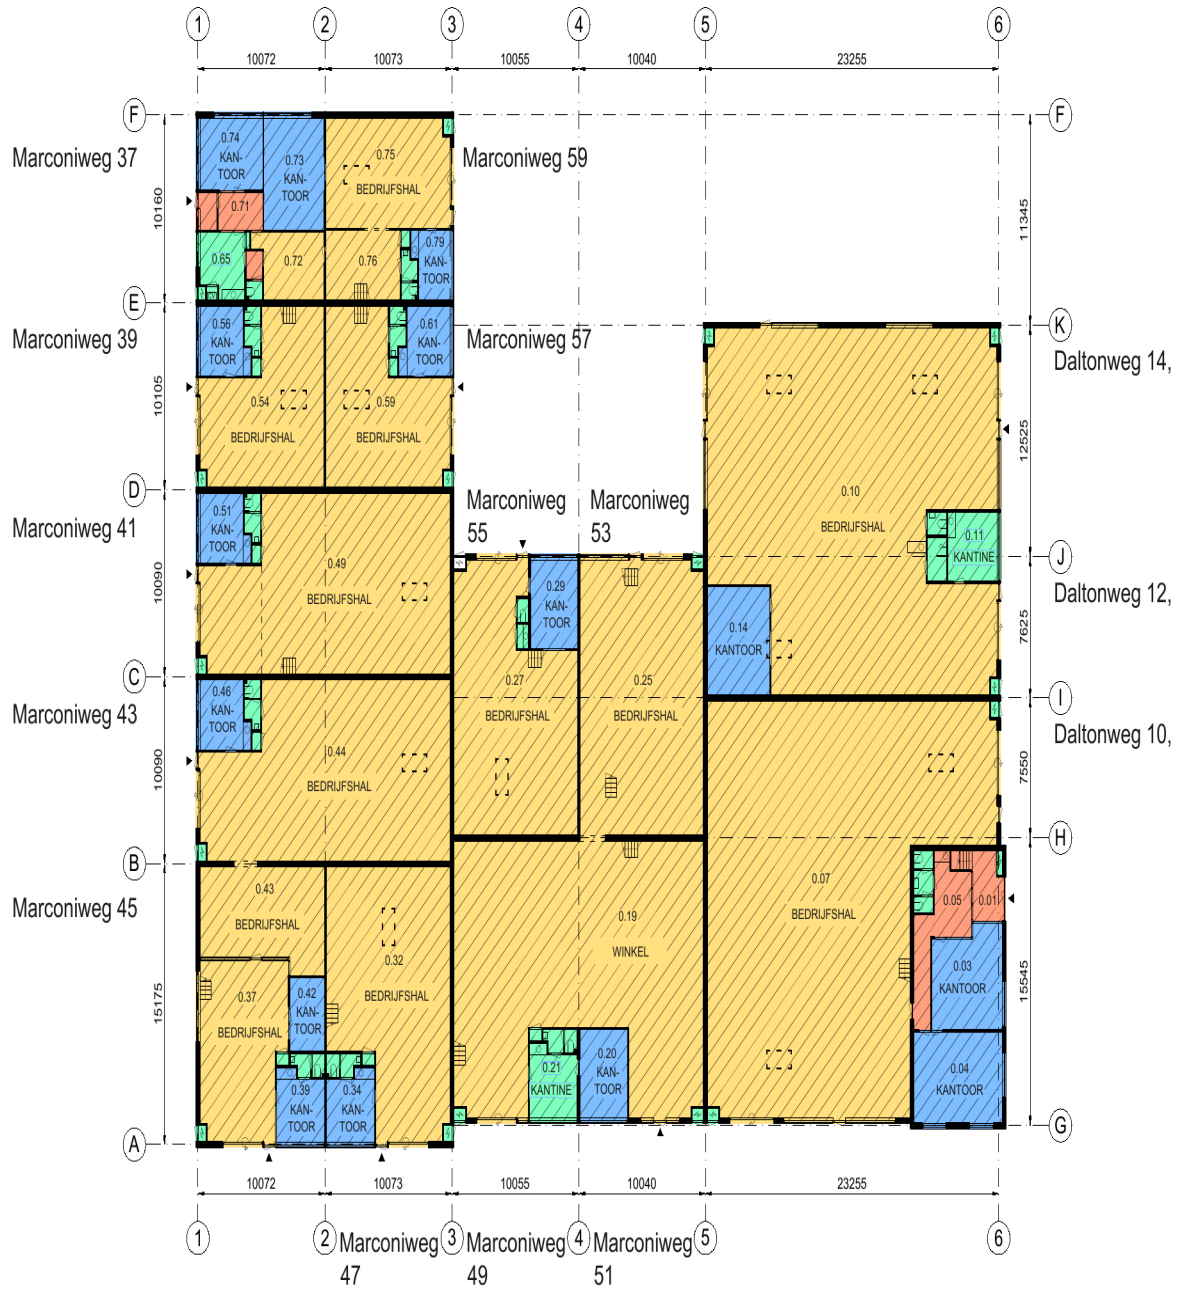 1 2 3 4 5 6
10072 10073 10055 10040 23255
F F
Marconiweg 37
0.74
KAN-
TOOR
0.73
KAN-
TOOR
0.75
BEDRIJFSHAL
Marconiweg 59
10160
0.71
11345
0.65
0.72
0.76
0.79
KAN-
TOOR
E
K
Marconiweg 39
0.56
KAN-
TOOR
0.61
KAN-
TOOR
Marconiweg 57
Daltonweg 14,
10105
0.54
BEDRIJFSHAL
0.59
BEDRIJFSHAL
12525
D
Marconiweg 41
0.51
KAN-
TOOR
Marconiweg
55
Marconiweg
53
0.10
BEDRIJFSHAL
0.11
KANTINE
J
10090
0.49
BEDRIJFSHAL
0.29
KAN-
TOOR
Daltonweg 12,
0.14
KANTOOR
7625
C
I
Marconiweg 43
0.46
KAN-
TOOR
0.27
BEDRIJFSHAL
0.25
BEDRIJFSHAL
Daltonweg 10,
10090
0.44
BEDRIJFSHAL
7550
H
B
Marconiweg 45
0.43
BEDRIJFSHAL
0.07
BEDRIJFSHAL
0.05
0.01
0.19
WINKEL
0.32
BEDRIJFSHAL
0.03
KANTOOR
15175
0.37
BEDRIJFSHAL
0.42
KAN-
TOOR
15545
0.39
KAN-
TOOR
0.34
KAN-
TOOR
0.21
KANTINE
0.20
KAN-
TOOR
0.04
KANTOOR
A
G
10072 10073 10055 10040 23255
1 2 3 4 5 6
Marconiweg
47
Marconiweg
49
Marconiweg
51